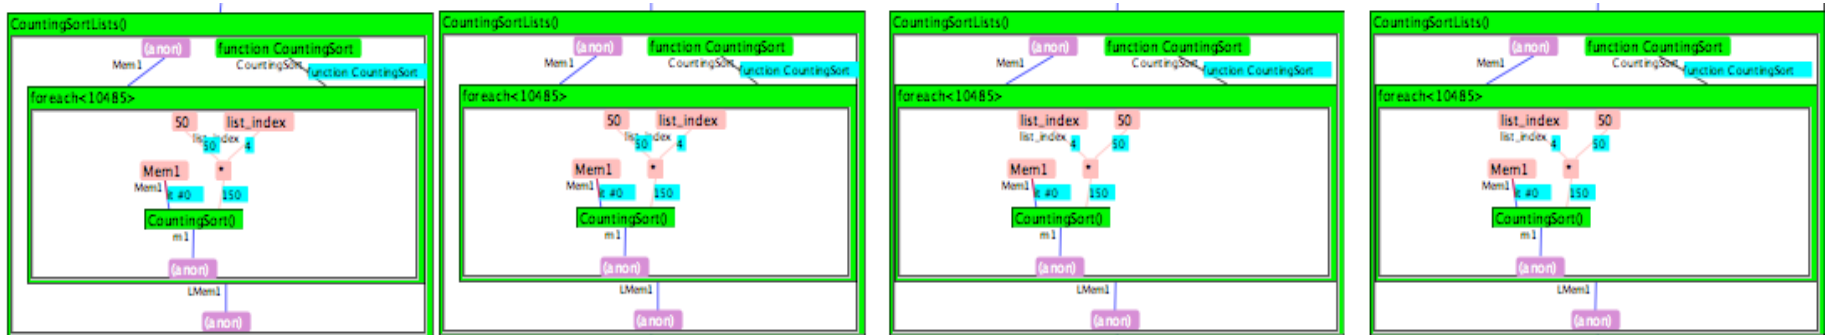 CountingSortLists() CountingSortLists() CountingSortLists() CountingSortLists()
(anon) function CountingSort (anon) function CountingSort (anon) function CountingSort (anon) function CountingSort
Mem1 CountingSort function CountingSort Mem1 CountingSort function CountingSort Mem1 CountingSort function CountingSort Mem1 CountingSort function CountingSort
foreach<10485> foreach<10485> foreach<10485> foreach<10485>
50 list_index 50 list_index list_index 50 list_index 50
list_index 50 4 list_index 50 4 list_index 4 50 list_index 4 50
Mem1 * Mem1 * Mem1 * Mem1 *
Mem1 #0 150 Mem1 #0 150 Mem1 #0 150 Mem1 #0 150
CountingSort() CountingSort() CountingSort() CountingSort()
m1 m1 m1 m1
(anon) (anon) (anon) (anon)
LMem1 LMem1 LMem1 LMem1
(anon) (anon) (anon) (anon)